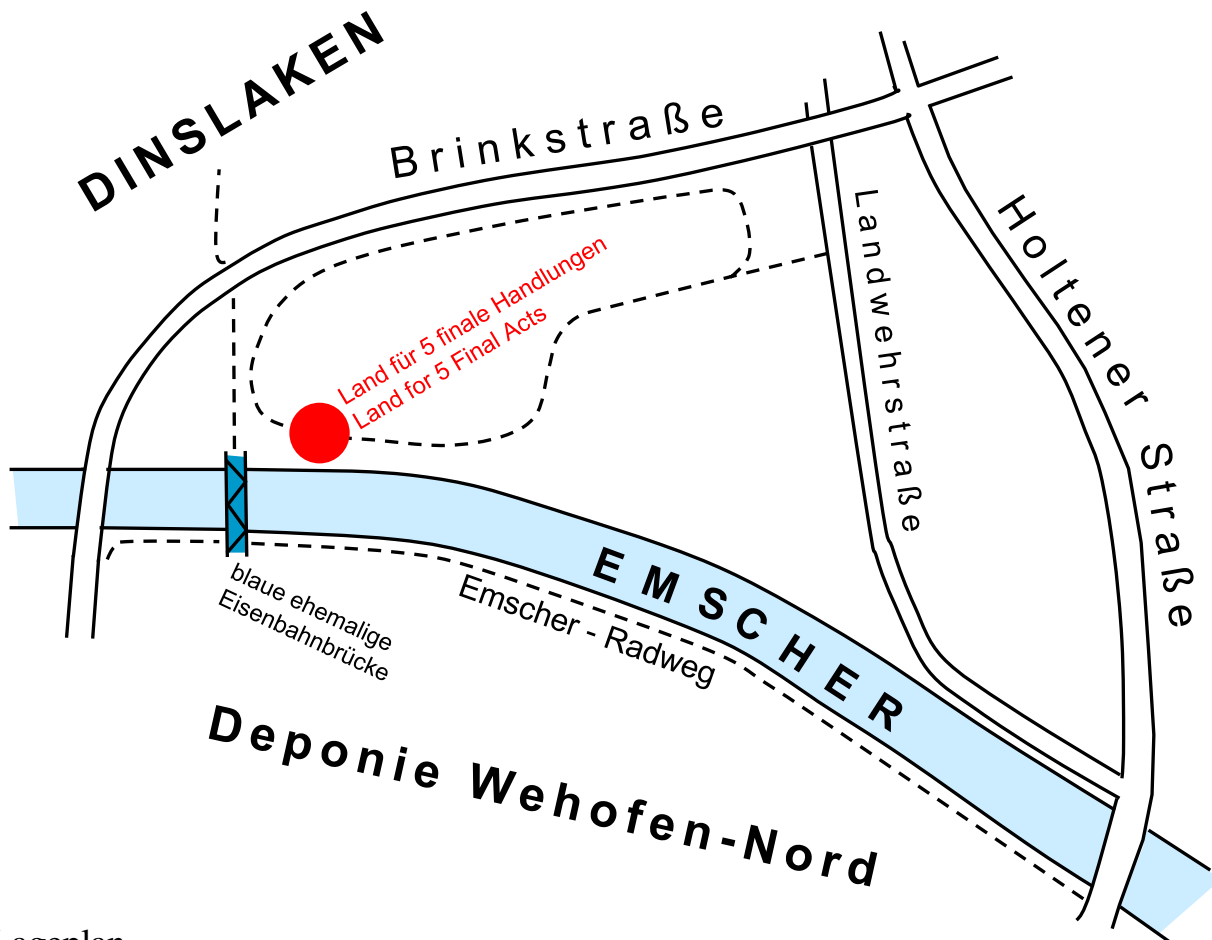 DINSLAKEN
Brinkstraße
Holtener Straße
Landwehrstraße
Land für 5 finale Handlungen
Land for 5 Final Acts
EMSCHER
Emscher - Radweg
blaue ehemalige
Eisenbahnbrücke
Deponie Wehofen-Nord